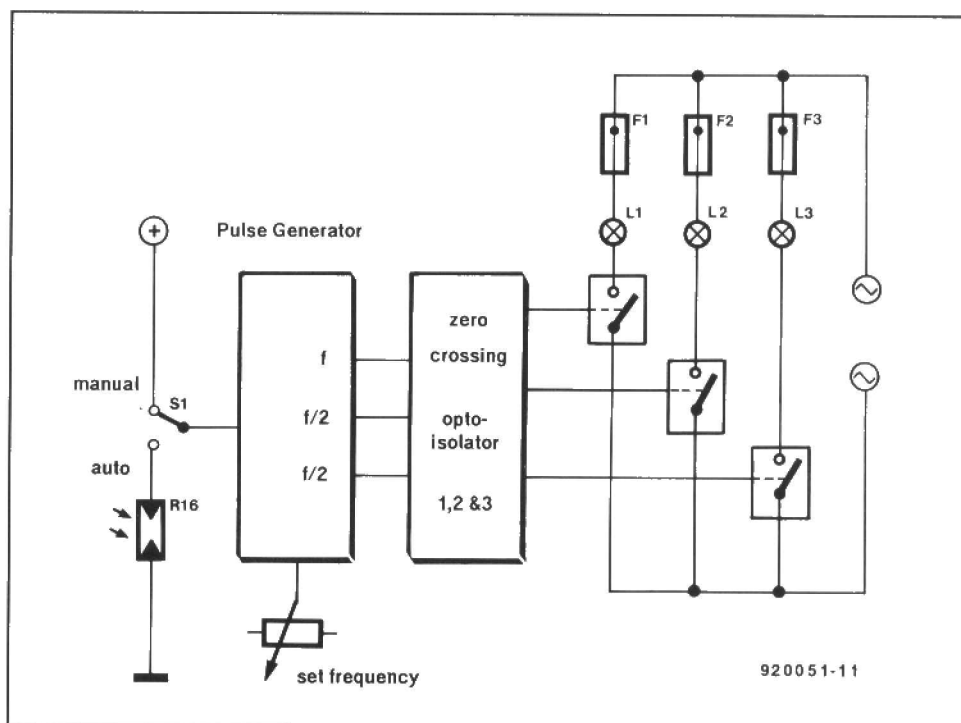 F1
F2
F3
L1
L2
L3
+
Pulse Generator
manual
S1
auto
R16
f
f/2
f/2
zero
crossing
opto-
isolator
1,2 &3
set frequency
920051-11